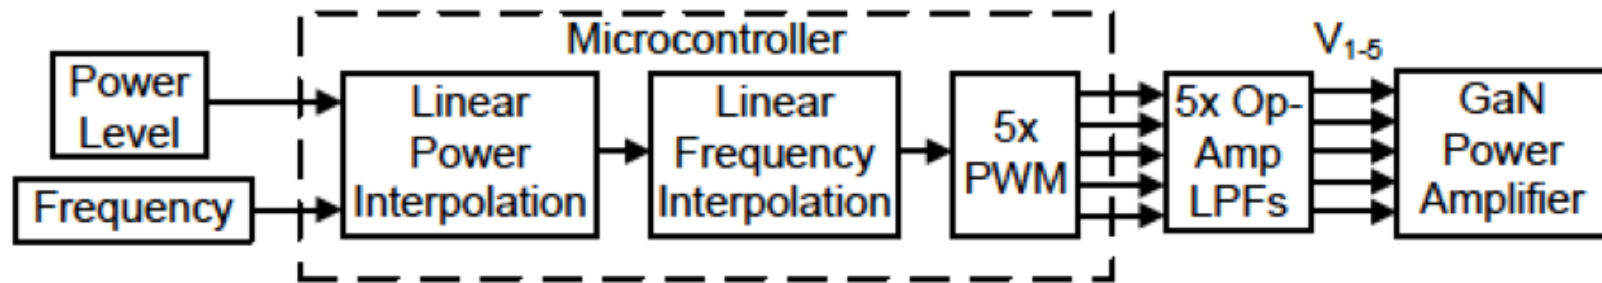 Microcontroller
Power
Level
Frequency
Linear
Power
Interpolation
Linear
Frequency
Interpolation
5x
PWM
5x Op-
Amp
LPFs
V1-5
GaN
Power
Amplifier